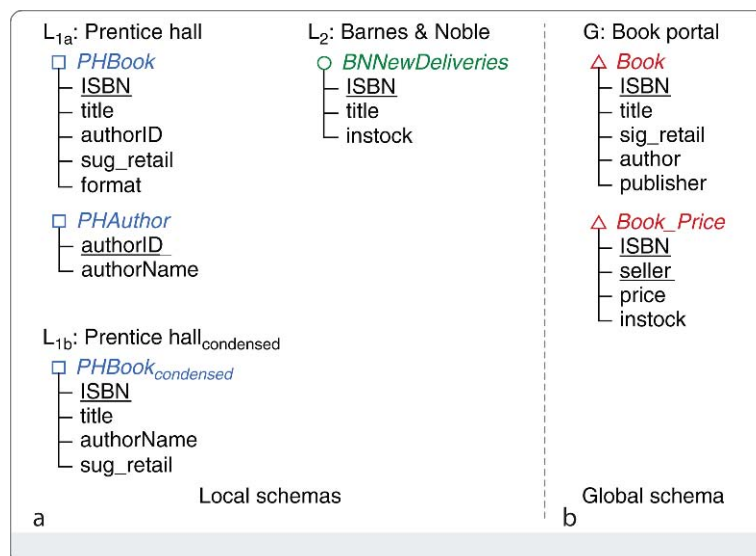 L1a: Prentice hall
PHBook
ISBN
title
authorID
sug_retail
format
PHAuthor
authorID
authorName
L1b: Prentice hallcondensed
PHBookcondensed
ISBN
title
authorName
sug_retail
L2: Barnes & Noble
BNNewDeliveries
ISBN
title
instock
Local schemas
a
G: Book portal
Book
ISBN
title
sig_retail
author
publisher
Book_Price
ISBN
seller
price
instock
Global schema
b